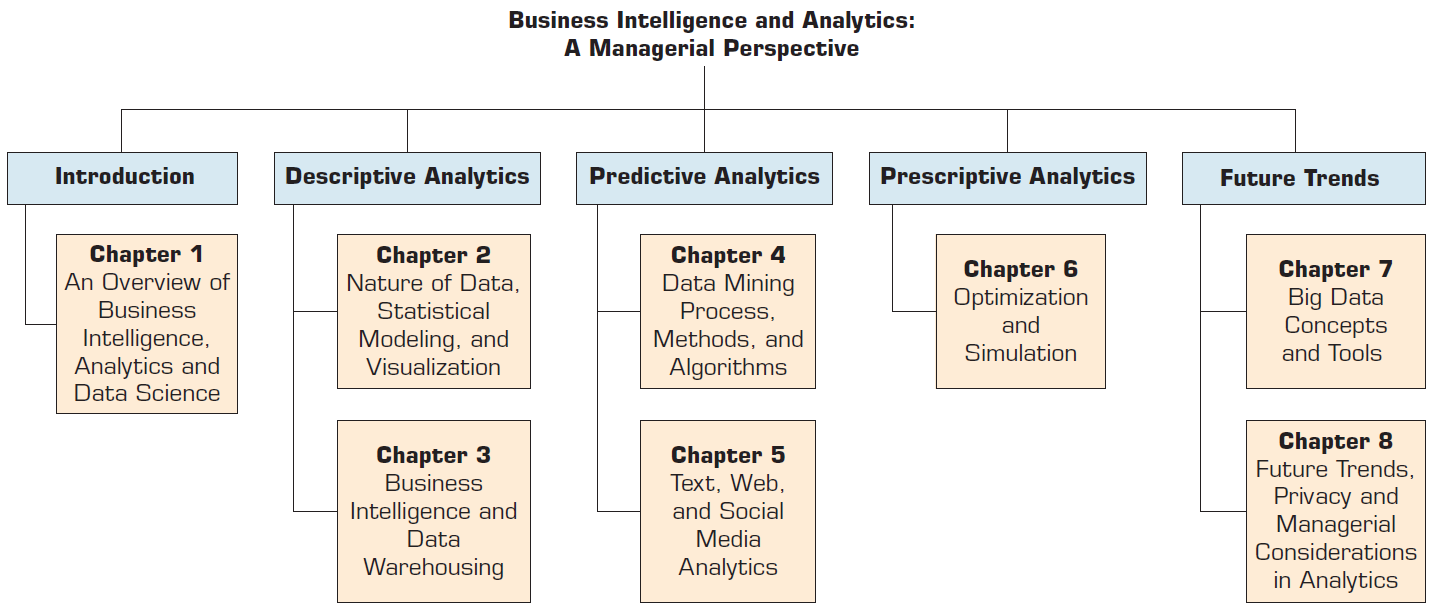 Business Intelligence and Analytics:
A Managerial Perspective
Introduction
Descriptive Analytics
Predictive Analytics
Prescriptive Analytics
Future Trends
Chapter 1
An Overview of
Business
Intelligence,
Analytics and
Data Science
Chapter 2
Nature of Data,
Statistical
Modeling, and
Visualization
Chapter 3
Business
Intelligence and
Data
Warehousing
Chapter 4
Data Mining
Process,
Methods, and
Algorithms
Chapter 5
Text, Web,
and Social
Media
Analytics
Chapter 6
Optimization
and
Simulation
Chapter 7
Big Data
Concepts
and Tools
Chapter 8
Future Trends,
Privacy and
Managerial
Considerations
in Analytics